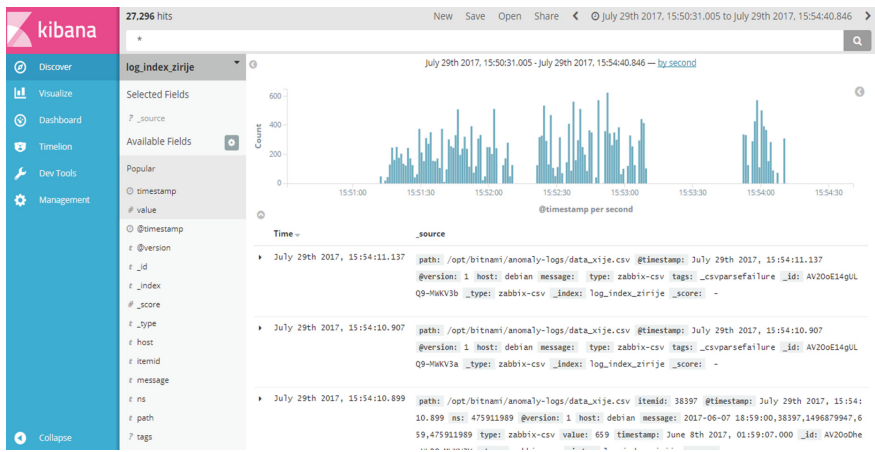 kibana
27,296 hits
New Save Open Share July 29th 2017, 15:50:31.005 to July 29th 2017, 15:54:40.846
*
Discover
Visualize
Dashboard
Timelion
Dev Tools
Management
Collapse
log_index_zirije
Selected Fields
? _source
Available Fields
Popular
timestamp
# value
@timestamp
t @version
t _id
t _index
# _score
t _type
t host
t itemid
t message
t ns
t path
? tags
July 29th 2017, 15:50:31.005 - July 29th 2017, 15:54:40.846 — by second
Count
600
400
200
0
15:51:00 15:51:30 15:52:00 15:52:30 15:53:00 15:53:30 15:54:00 15:54:30
@timestamp per second
Time _source
July 29th 2017, 15:54:11.137 path: /opt/bitnami/anomaly-logs/data_xije.csv @timestamp: July 29th 2017, 15:54:11.137
@version: 1 host: debian message: type: zabbix-csv tags: _csvparsefailure _id: AV2OoE14gUL
Q9-MWKV3b _type: zabbix-csv _index: log_index_zirije _score: -
July 29th 2017, 15:54:10.907 path: /opt/bitnami/anomaly-logs/data_xije.csv @timestamp: July 29th 2017, 15:54:10.907
@version: 1 host: debian message: type: zabbix-csv tags: _csvparsefailure _id: AV2OoE14gUL
Q9-MWKV3a _type: zabbix-csv _index: log_index_zirije _score: -
July 29th 2017, 15:54:10.899 path: /opt/bitnami/anomaly-logs/data_xije.csv itemid: 38397 @timestamp: July 29th 2017, 15:54:
10.899 ns: 475911989 @version: 1 host: debian message: 2017-06-07 18:59:00,38397,1496879947,6
59,475911989 type: zabbix-csv value: 659 timestamp: June 8th 2017, 01:59:07.000 _id: AV2OoDhe